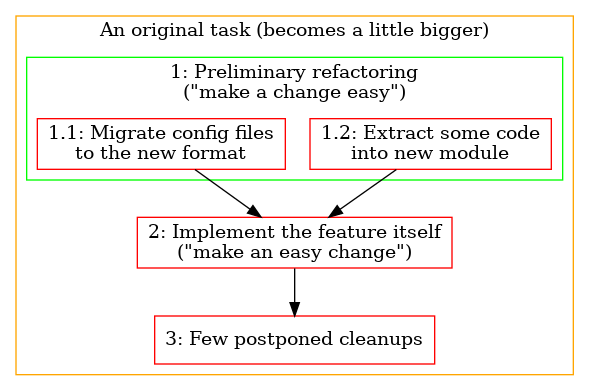 An original task (becomes a little bigger)
1: Preliminary refactoring
("make a change easy")
1.1: Migrate config files
to the new format
1.2: Extract some code
into new module
2: Implement the feature itself
("make an easy change")
3: Few postponed cleanups